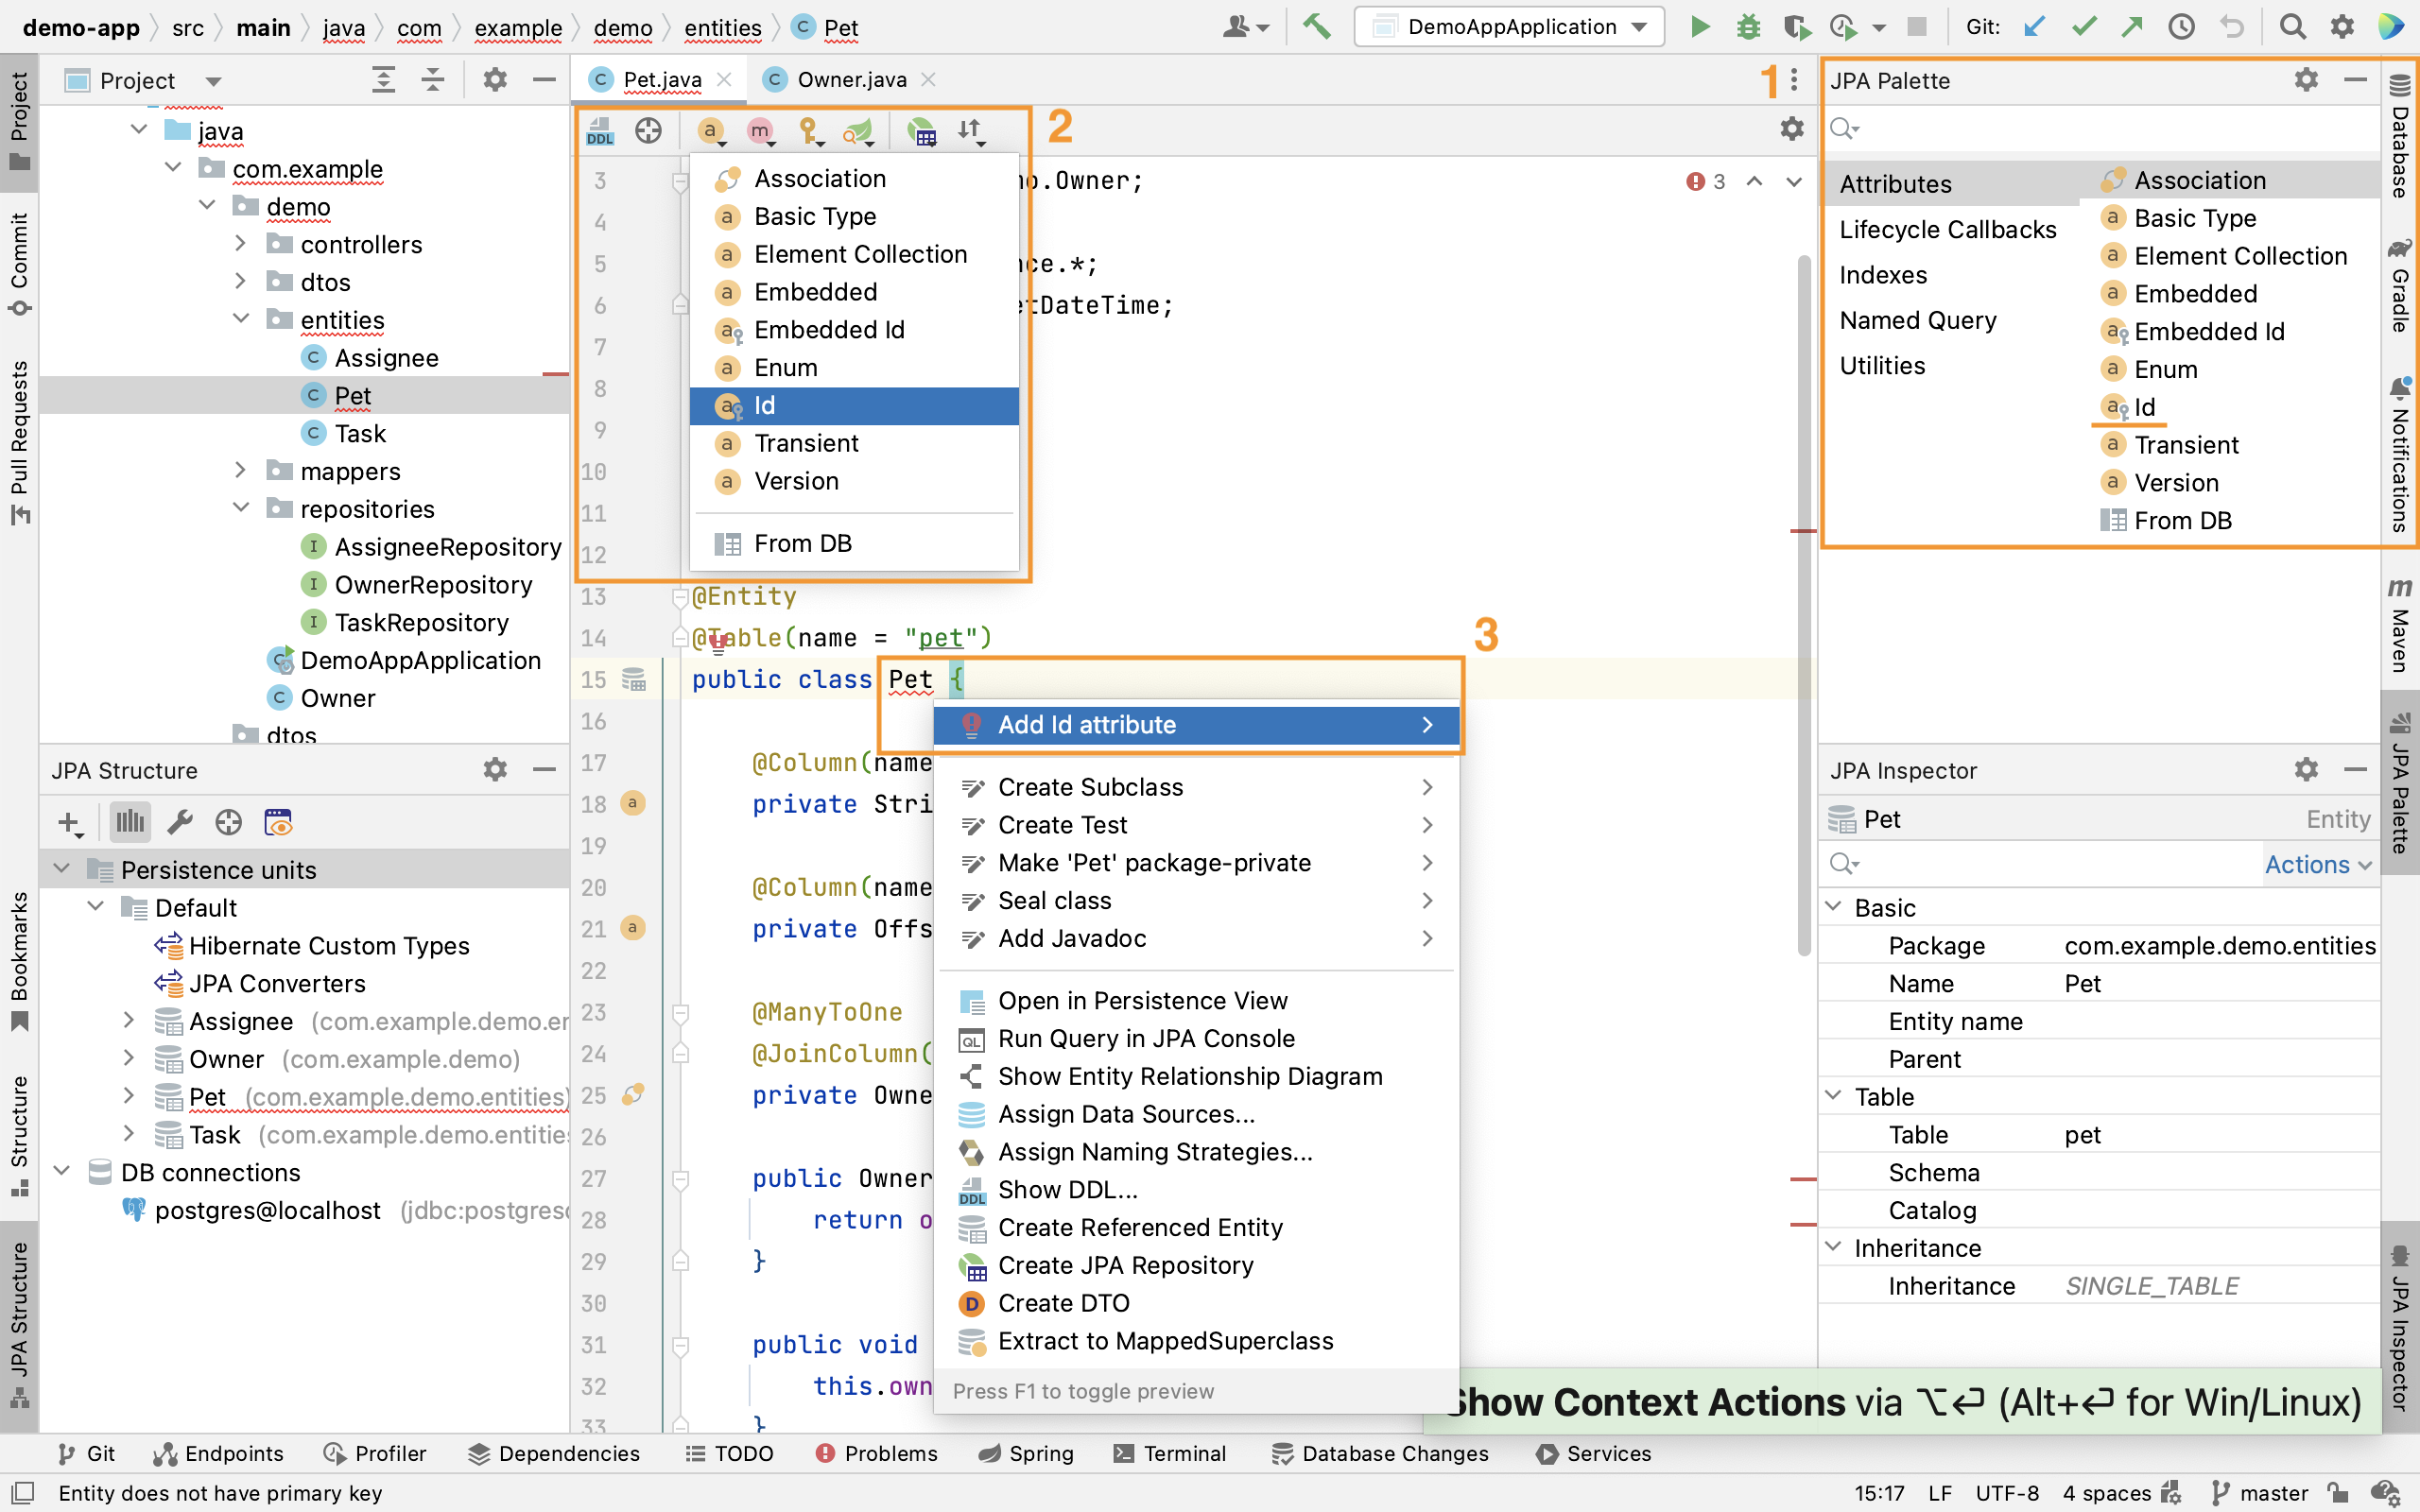 demo-app src main java com example demo entities C Pet
DemoAppApplication
Git:
Project
Pet.java
Owner.java
1
JPA Palette
java
com.example
demo
controllers
dtos
entities
Assignee
Pet
Task
mappers
repositories
AssigneeRepository
OwnerRepository
TaskRepository
DemoAppApplication
Owner
dtos
DDL
2
Association
Basic Type
Element Collection
Embedded
Embedded Id
Enum
Id
Transient
Version
From DB
3 .Owner;
3
4
5 ce.*;
6 tDateTime;
7
8
9
10
11
12
13 @Entity
14 @Table(name = "pet")
3
15 public class Pet {
16
17 @Column(name
18 private Stri
19
20 @Column(name
21 private Offs
22
23 @ManyToOne
24 @JoinColumn(
25 private Owne
26
27 public Owner
28 return o
29 }
30
31 public void
32 this.own
33 }
Add Id attribute
Create Subclass
Create Test
Make 'Pet' package-private
Seal class
Add Javadoc
Open in Persistence View
Run Query in JPA Console
Show Entity Relationship Diagram
Assign Data Sources...
Assign Naming Strategies...
Show DDL...
Create Referenced Entity
Create JPA Repository
Create DTO
Extract to MappedSuperclass
Press F1 to toggle preview
Show Context Actions via ⌥⏎ (Alt+⏎ for Win/Linux)
Attributes
Lifecycle Callbacks
Indexes
Named Query
Utilities
Association
Basic Type
Element Collection
Embedded
Embedded Id
Enum
Id
Transient
Version
From DB
JPA Structure
Persistence units
Default
Hibernate Custom Types
JPA Converters
Assignee (com.example.demo.er
Owner (com.example.demo)
Pet (com.example.demo.entities)
Task (com.example.demo.entities
DB connections
postgres@localhost (jdbc:postgresc
JPA Inspector
Pet Entity
Actions
Basic
Package com.example.demo.entities
Name Pet
Entity name
Parent
Table
Table pet
Schema
Catalog
Inheritance
Inheritance SINGLE_TABLE
Project
Commit
Pull Requests
Bookmarks
Structure
JPA Structure
Database
Gradle
Notifications
Maven
JPA Palette
JPA Inspector
Git Endpoints Profiler Dependencies TODO Problems Spring Terminal Database Changes Services
Entity does not have primary key
15:17 LF UTF-8 4 spaces master